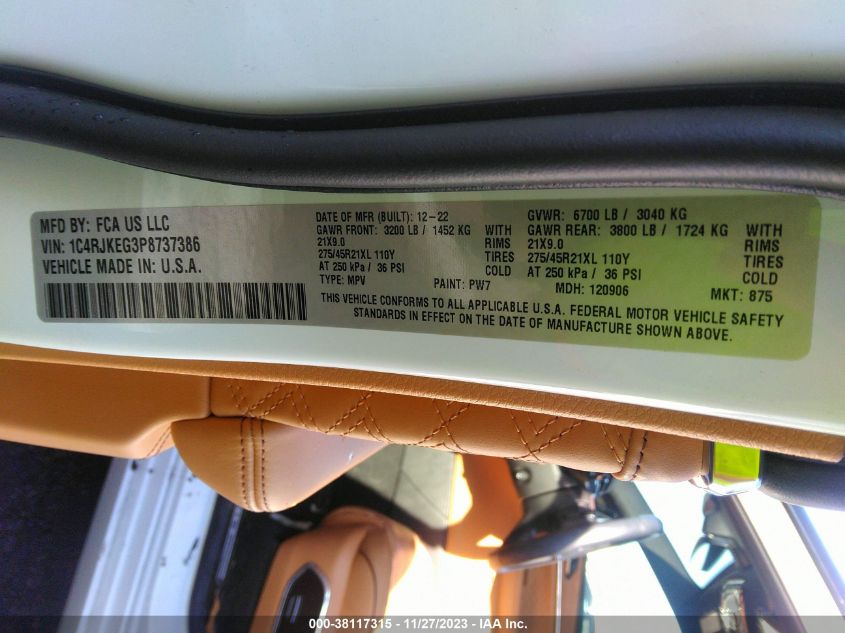 MFD BY: FCA US LLC
VIN: 1C4RJKEG3P8737386
VEHICLE MADE IN: U.S.A.
DATE OF MFR (BUILT): 12-22 GVWR: 6700 LB / 3040 KG
GAWR FRONT: 3200 LB / 1452 KG WITH GAWR REAR: 3800 LB / 1724 KG WITH
21X9.0 RIMS 21X9.0 RIMS
275/45R21XL 110Y TIRES 275/45R21XL 110Y TIRES
AT 250 kPa / 36 PSI COLD AT 250 kPa / 36 PSI COLD
TYPE: MPV PAINT: PW7 MDH: 120906 MKT: 875
THIS VEHICLE CONFORMS TO ALL APPLICABLE U.S.A. FEDERAL MOTOR VEHICLE SAFETY
STANDARDS IN EFFECT ON THE DATE OF MANUFACTURE SHOWN ABOVE.
000-38117315 - 11/27/2023 - IAA Inc.